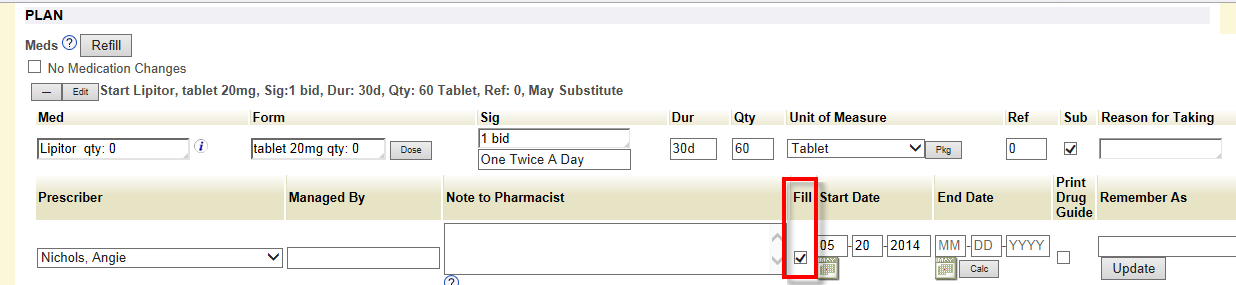 PLAN
Meds ? Refill
No Medication Changes
— Edit Start Lipitor, tablet 20mg, Sig:1 bid, Dur: 30d, Qty: 60 Tablet, Ref: 0, May Substitute
Med Form Sig Dur Qty Unit of Measure Ref Sub Reason for Taking
Lipitor qty: 0 i tablet 20mg qty: 0 Dose 1 bid 30d 60 Tablet Pkg 0
One Twice A Day
Prescriber Managed By Note to Pharmacist Fill Start Date End Date Print Drug Guide Remember As
Nichols, Angie 05 - 20 - 2014 MM - DD - YYYY
? Calc Update